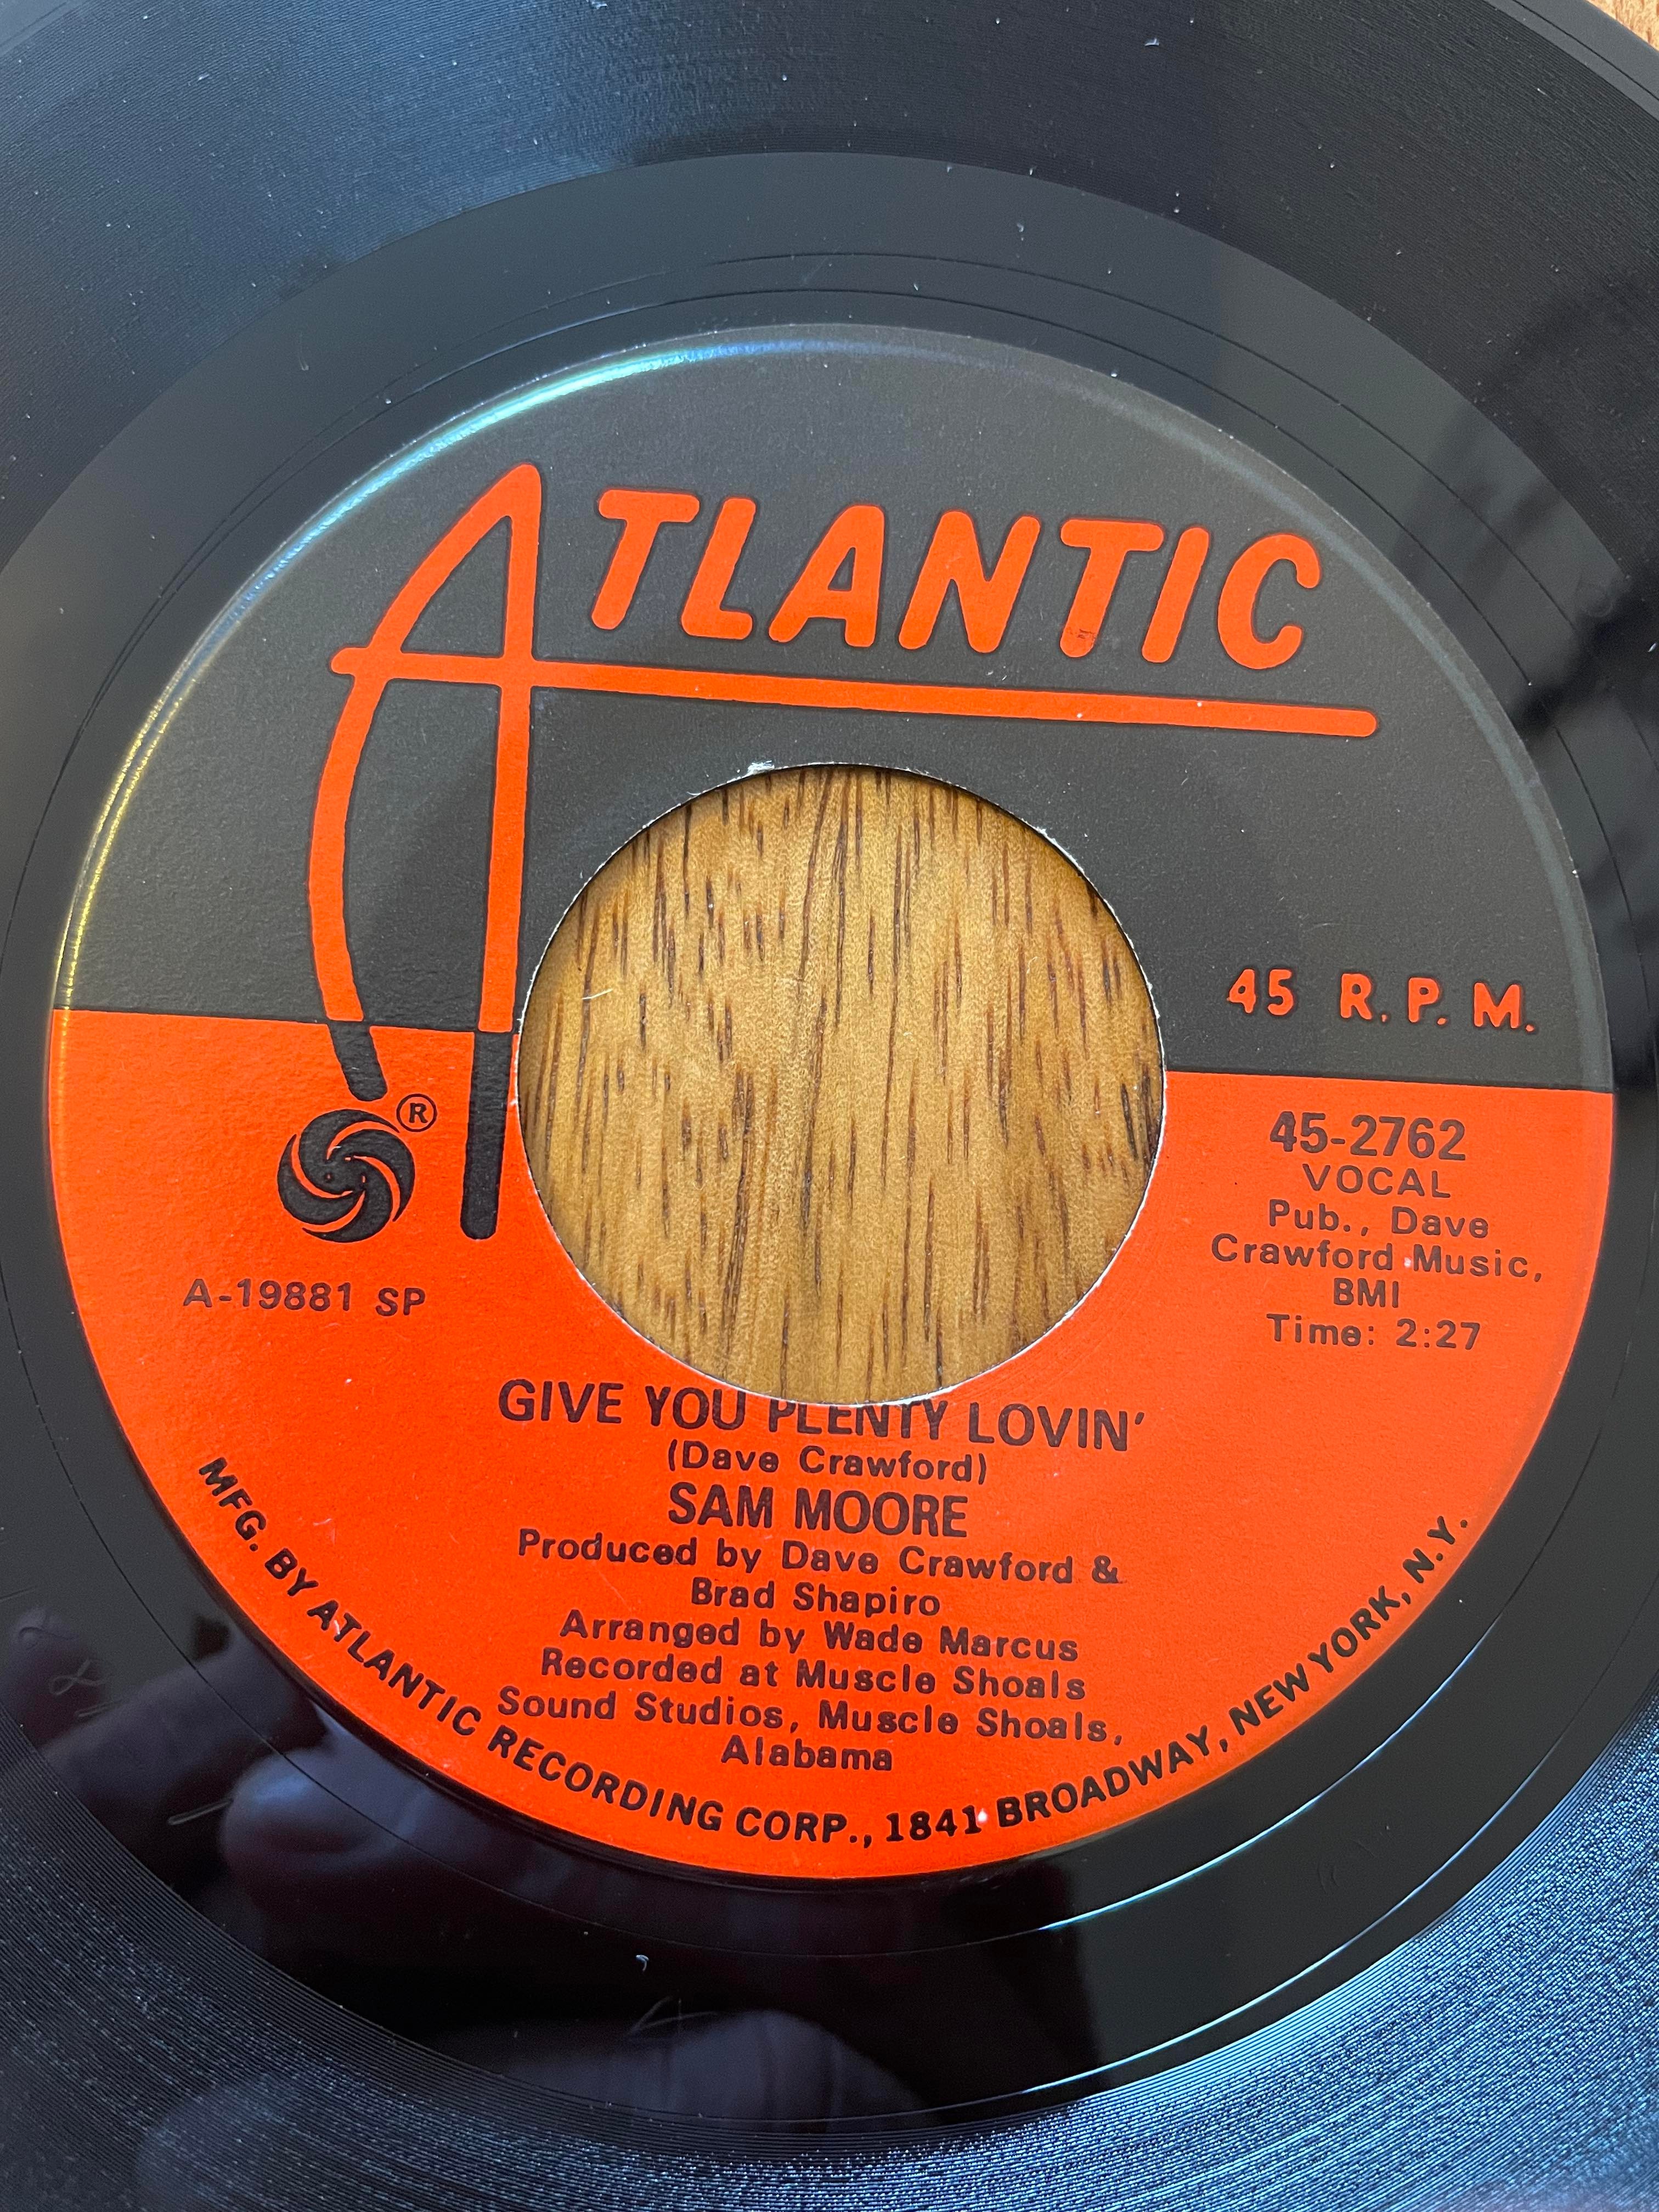 ATLANTIC
45 R.P.M.
®
45-2762
VOCAL
Pub., Dave
Crawford Music,
BMI
Time: 2:27
A-19881 SP
GIVE YOU PLENTY LOVIN'
(Dave Crawford)
SAM MOORE
Produced by Dave Crawford &
Brad Shapiro
Arranged by Wade Marcus
Recorded at Muscle Shoals
Sound Studios, Muscle Shoals,
Alabama
MFG. BY ATLANTIC RECORDING CORP., 1841 BROADWAY, NEW YORK, N.Y.